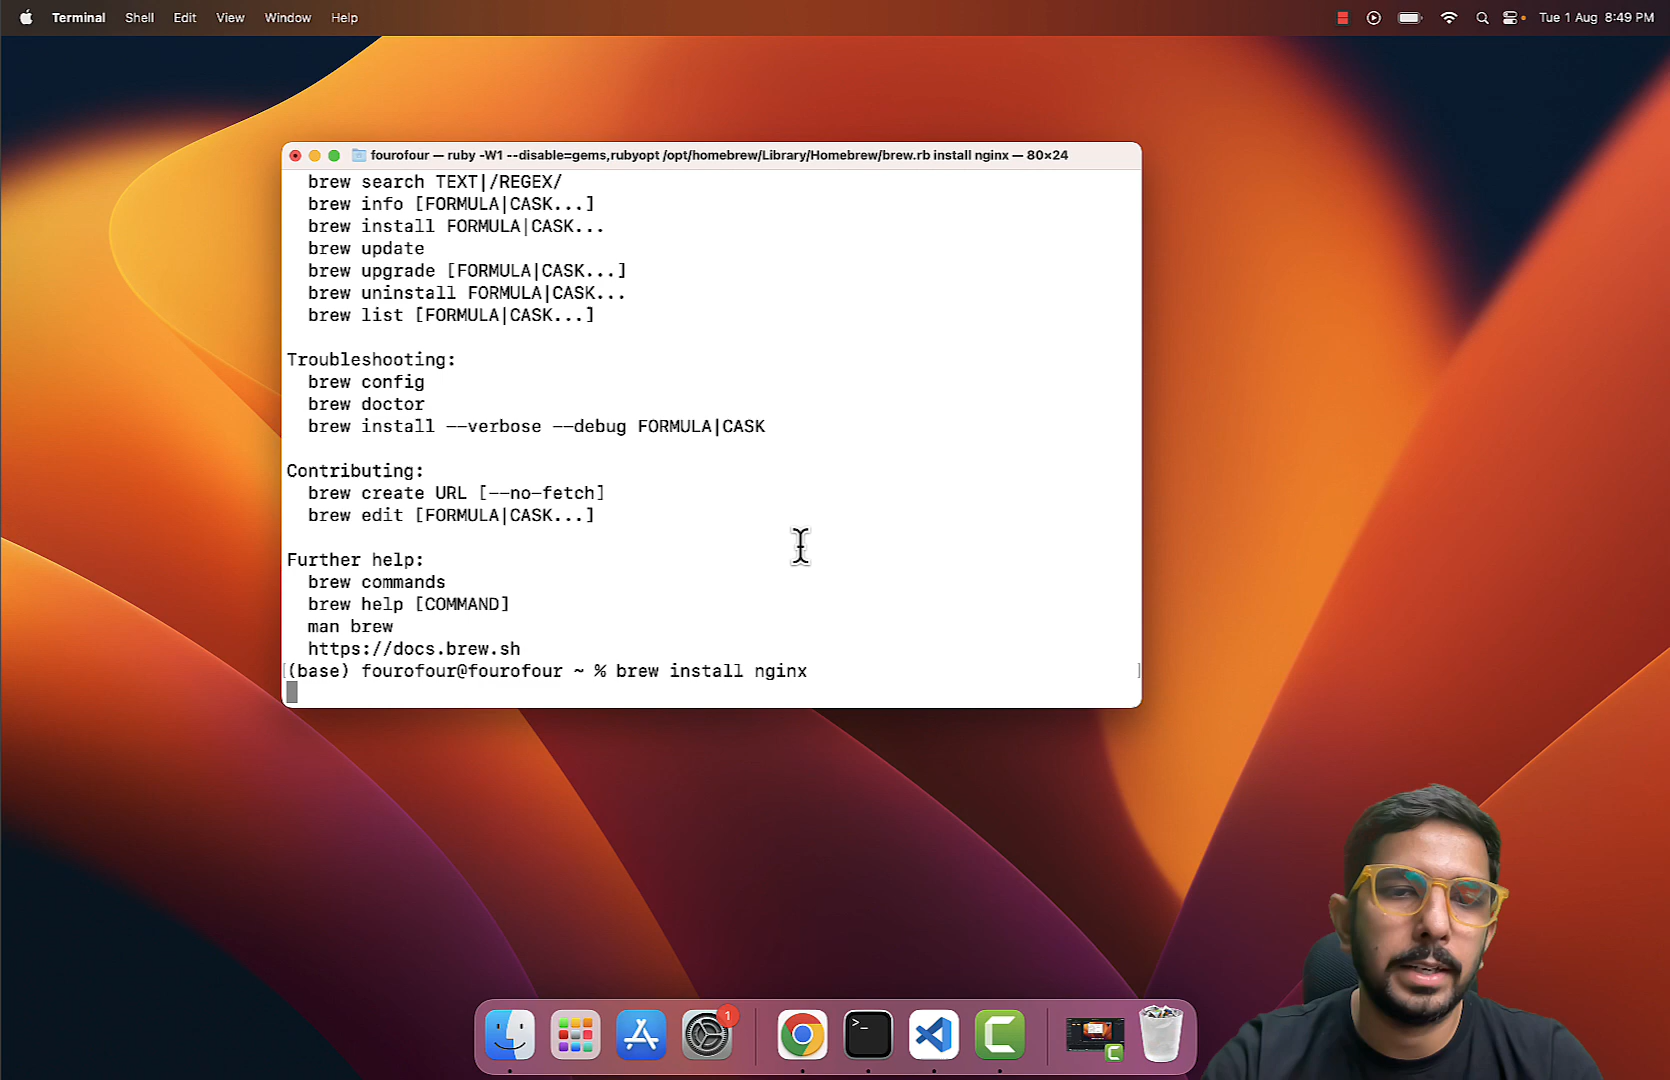 Terminal Shell Edit View Window Help
Tue 1 Aug 8:49 PM
fourofour — ruby -W1 --disable=gems,rubyopt /opt/homebrew/Library/Homebrew/brew.rb install nginx — 80×24
brew search TEXT|/REGEX/
brew info [FORMULA|CASK...]
brew install FORMULA|CASK...
brew update
brew upgrade [FORMULA|CASK...]
brew uninstall FORMULA|CASK...
brew list [FORMULA|CASK...]
Troubleshooting:
brew config
brew doctor
brew install --verbose --debug FORMULA|CASK
Contributing:
brew create URL [--no-fetch]
brew edit [FORMULA|CASK...]
Further help:
brew commands
brew help [COMMAND]
man brew
https://docs.brew.sh
(base) fourofour@fourofour ~ % brew install nginx
1
>_